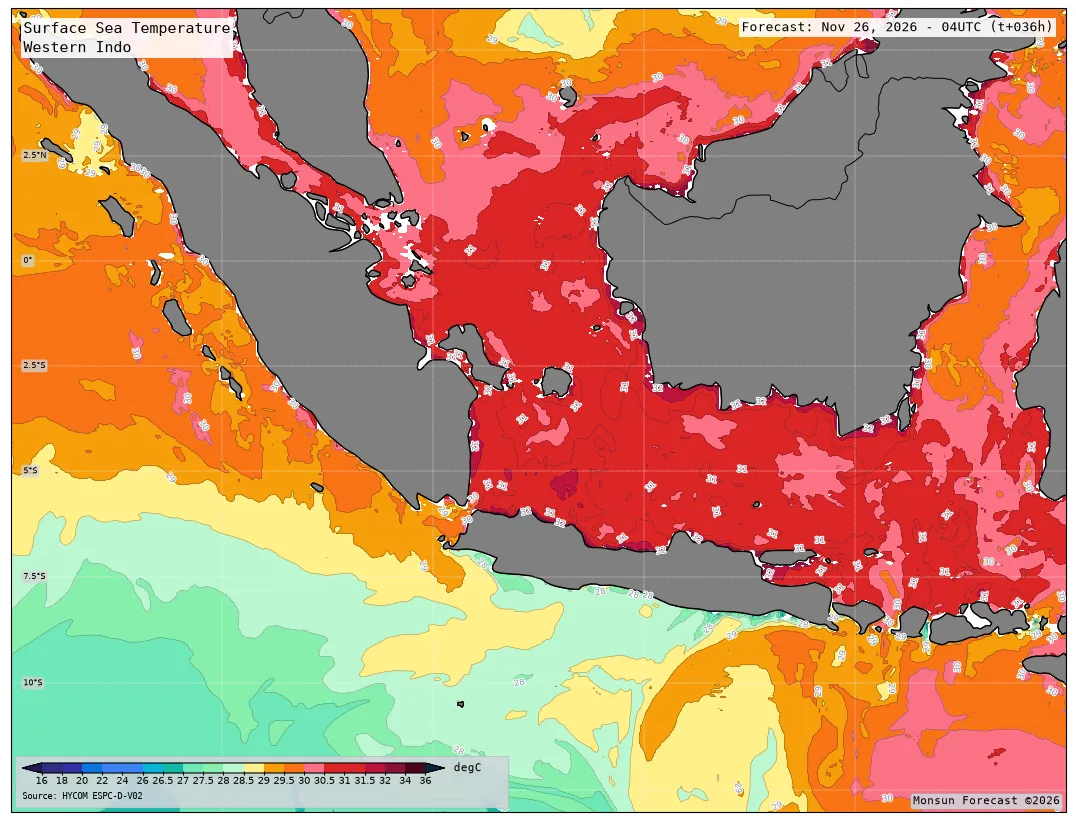 Surface Sea Temperature
Western Indo
Forecast: Nov 26, 2026 - 04UTC (t+036h)
2.5°N
0°
2.5°S
5°S
7.5°S
10°S
degC
16 18 20 22 24 26 26.5 27 27.5 28 28.5 29 29.5 30 30.5 31 31.5 32 34 36
Source: HYCOM ESPC-D-V02
Monsun Forecast ©2026